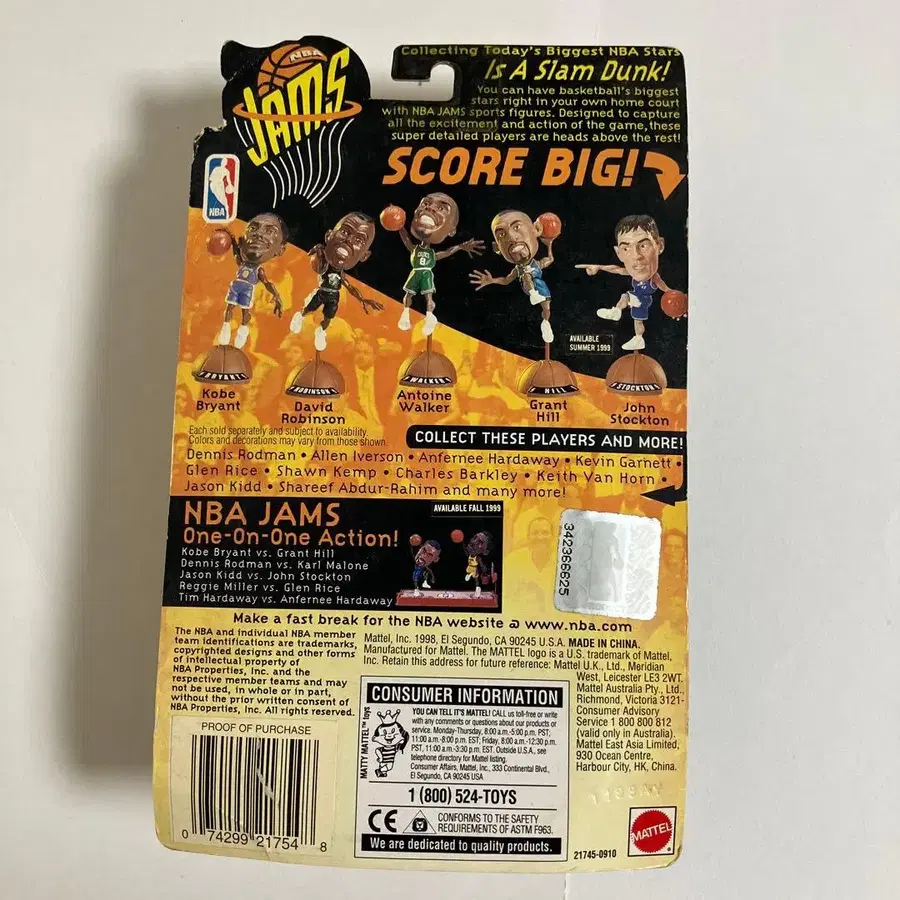 NBA
JAMS
Collecting Today's Biggest NBA Stars
Is A Slam Dunk!
You can have basketball's biggest
stars right in your own home court
with NBA JAMS sports figures. Designed to capture
all the excitement and action of the game, these
super detailed players are heads above the rest!
SCORE BIG!
NBA
CELTICS
8
AVAILABLE
SUMMER 1999
BRYANT
ROBINSON
WALKER
HILL
STOCKTON
Kobe
Bryant
David
Robinson
Antoine
Walker
Grant
Hill
John
Stockton
Each sold separately and subject to availability.
Colors and decorations may vary from those shown.
COLLECT THESE PLAYERS AND MORE!
Dennis Rodman • Allen Iverson • Anfernee Hardaway • Kevin Garnett •
Glen Rice • Shawn Kemp • Charles Barkley • Keith Van Horn •
Jason Kidd • Shareef Abdur-Rahim and many more!
NBA JAMS
One-On-One Action!
AVAILABLE FALL 1999
Kobe Bryant vs. Grant Hill
Dennis Rodman vs. Karl Malone
Jason Kidd vs. John Stockton
Reggie Miller vs. Glen Rice
Tim Hardaway vs. Anfernee Hardaway
342366625
Make a fast break for the NBA website @ www.nba.com
The NBA and individual NBA member
team identifications are trademarks,
copyrighted designs and other forms
of intellectual property of
NBA Properties, Inc. and the
respective member teams and may
not be used, in whole or in part,
without the prior written consent of
NBA Properties, Inc. All rights reserved.
Mattel, Inc. 1998, El Segundo, CA 90245 U.S.A. MADE IN CHINA.
Manufactured for Mattel. The MATTEL logo is a U.S. trademark of Mattel,
Inc. Retain this address for future reference: Mattel U.K., Ltd., Meridian
West, Leicester LE3 2WT.
Mattel Australia Pty., Ltd.,
Richmond, Victoria 3121-
Consumer Advisory
Service 1 800 800 812
(valid only in Australia).
Mattel East Asia Limited,
930 Ocean Centre,
Harbour City, HK, China.
PROOF OF PURCHASE
0 74299 21754 8
MATTY MATTEL™ toys
CONSUMER INFORMATION
YOU CAN TELL IT'S MATTEL! CALL us toll-free or write
with any comments or questions about our products or
service. Monday-Thursday, 8:00 a.m.-5:00 p.m. PST;
11:00 a.m.-8:00 p.m. EST; Friday, 8:00 a.m.-12:30 p.m.
PST, 11:00 a.m.-3:30 p.m. EST. Outside U.S.A., see
telephone directory for Mattel listing.
Consumer Affairs, Mattel, Inc., 333 Continental Blvd.,
El Segundo, CA 90245 USA
1 (800) 524-TOYS
CE
CONFORMS TO THE SAFETY
REQUIREMENTS OF ASTM F963.
We are dedicated to quality products.
21745-0910
MATTEL